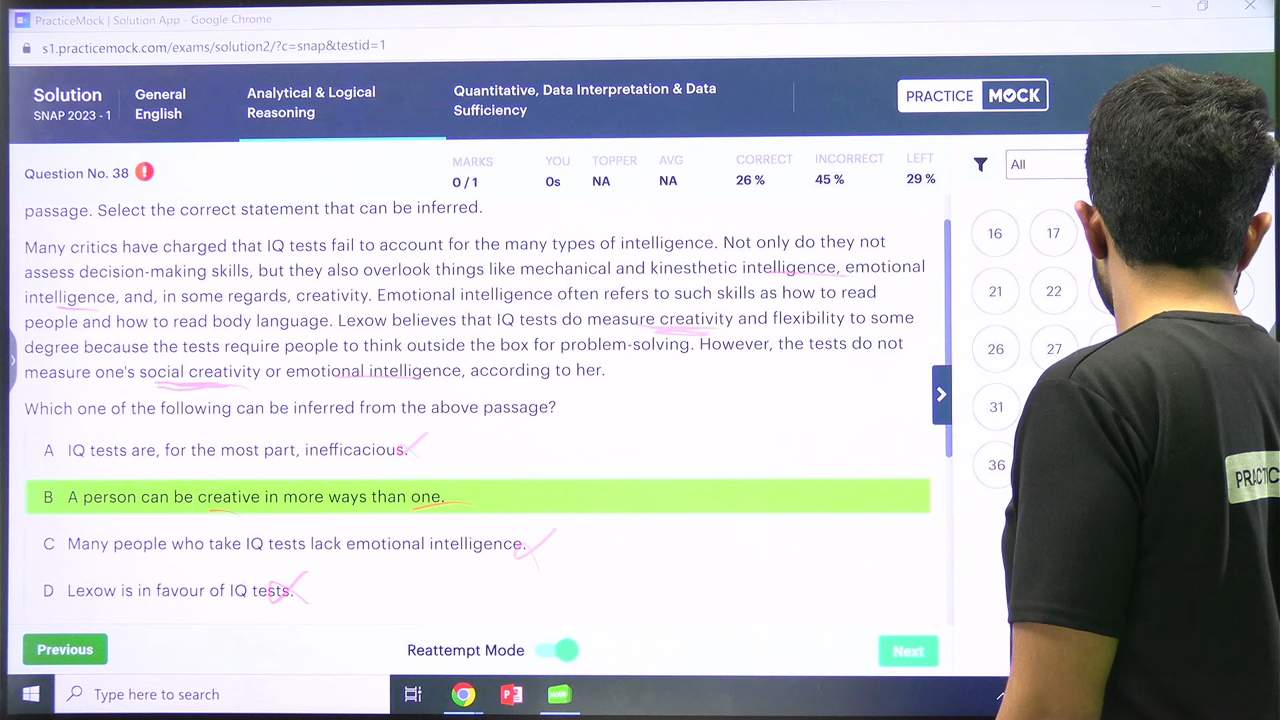 PracticeMock | Solution App - Google Chrome
s1.practicemock.com/exams/solution2/?c=snap&testid=1
Solution
SNAP 2023 - 1
General
English
Analytical & Logical
Reasoning
Quantitative, Data Interpretation & Data
Sufficiency
PRACTICE MOCK
Question No. 38
MARKS YOU TOPPER AVG CORRECT INCORRECT LEFT
0 / 1 0s NA NA 26 % 45 % 29 %
All
passage. Select the correct statement that can be inferred.
Many critics have charged that IQ tests fail to account for the many types of intelligence. Not only do they not
assess decision-making skills, but they also overlook things like mechanical and kinesthetic intelligence, emotional
intelligence, and, in some regards, creativity. Emotional intelligence often refers to such skills as how to read
people and how to read body language. Lexow believes that IQ tests do measure creativity and flexibility to some
degree because the tests require people to think outside the box for problem-solving. However, the tests do not
measure one's social creativity or emotional intelligence, according to her.
Which one of the following can be inferred from the above passage?
A IQ tests are, for the most part, inefficacious.
B A person can be creative in more ways than one.
C Many people who take IQ tests lack emotional intelligence.
D Lexow is in favour of IQ tests.
16 17
21 22
26 27
31
36
Previous
Reattempt Mode
Next
Type here to search
PRACTIC